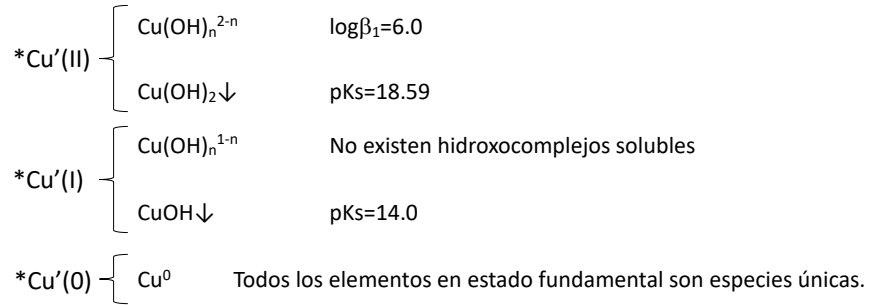 Cu(OH)ₙ²⁻ⁿ logβ₁=6.0
*Cu’(II)
Cu(OH)₂↓ pKs=18.59
Cu(OH)ₙ¹⁻ⁿ No existen hidroxocomplejos solubles
*Cu’(I)
CuOH↓ pKs=14.0
*Cu’(0) Cu⁰ Todos los elementos en estado fundamental son especies únicas.